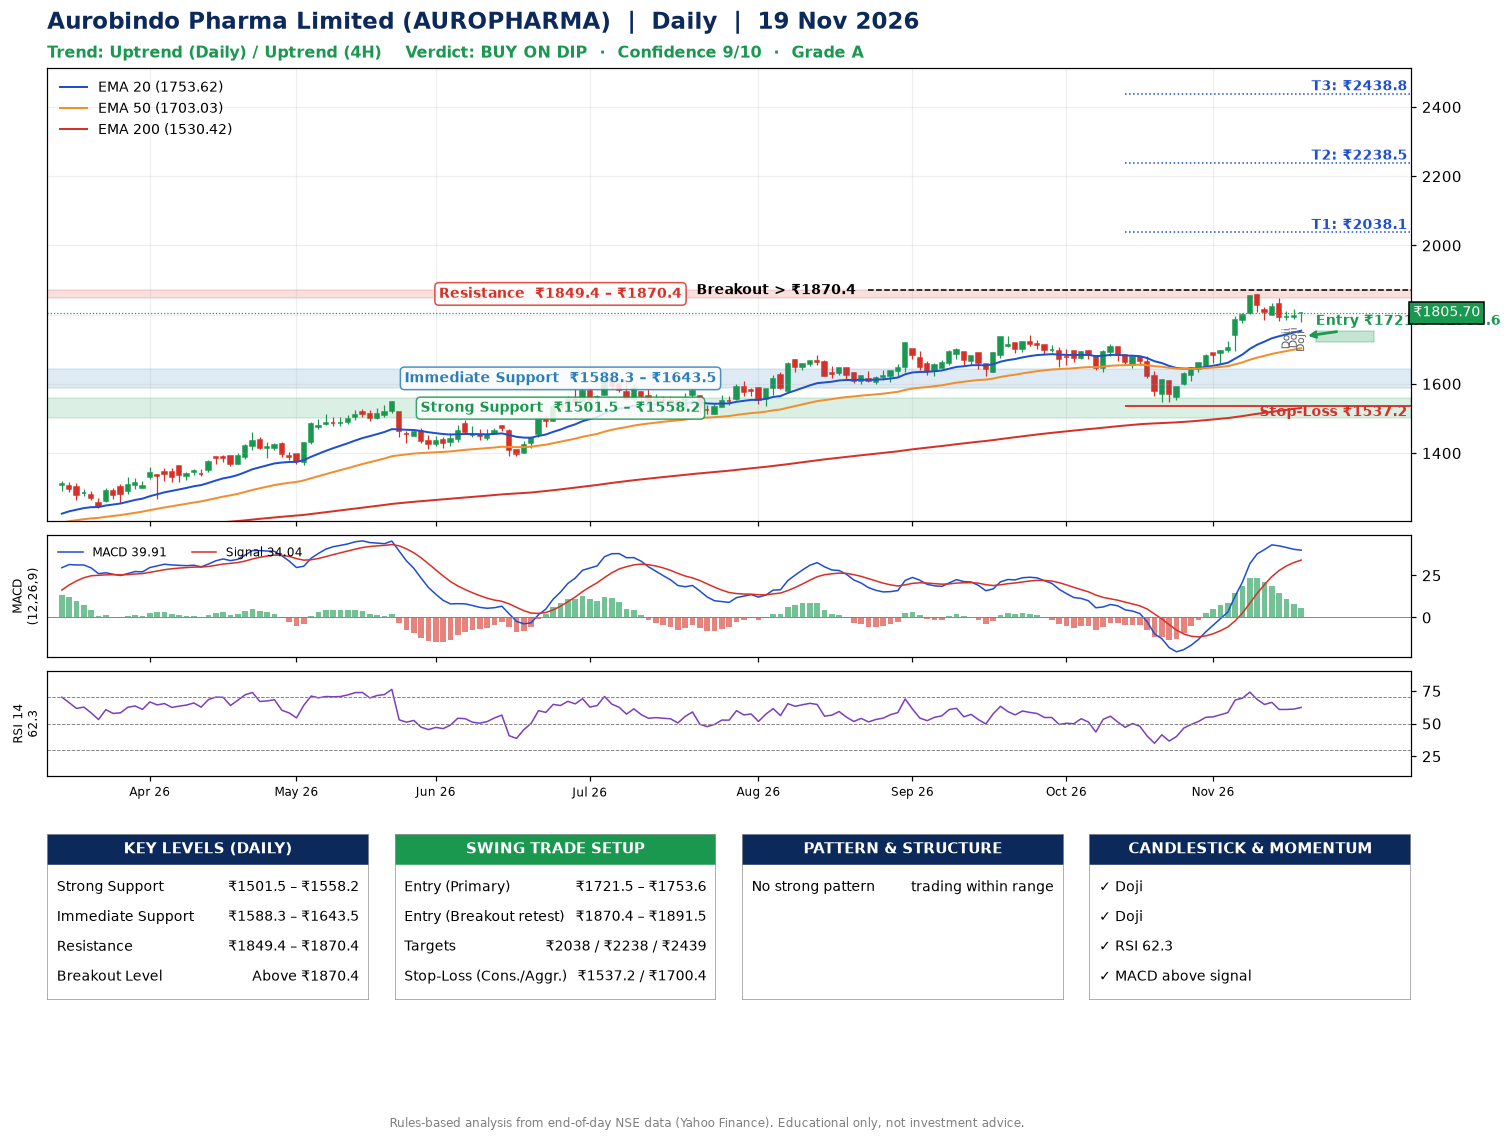 Aurobindo Pharma Limited (AUROPHARMA) | Daily | 19 Nov 2026
Trend: Uptrend (Daily) / Uptrend (4H) Verdict: BUY ON DIP · Confidence 9/10 · Grade A
EMA 20 (1753.62)
EMA 50 (1703.03)
EMA 200 (1530.42)
T3: ₹2438.8
2400
T2: ₹2238.5
2200
T1: ₹2038.1
2000
Resistance ₹1849.4 – ₹1870.4
Breakout > ₹1870.4
₹1805.70
Entry ₹1721
.6
Doji
Doji
Doji
Immediate Support ₹1588.3 – ₹1643.5
1600
Strong Support ₹1501.5 – ₹1558.2
Stop-Loss ₹1537.2
1400
MACD 39.91
Signal 34.04
MACD
(12,26,9)
25
0
RSI 14
62.3
75
50
25
Apr 26 May 26 Jun 26 Jul 26 Aug 26 Sep 26 Oct 26 Nov 26
KEY LEVELS (DAILY)
Strong Support ₹1501.5 – ₹1558.2
Immediate Support ₹1588.3 – ₹1643.5
Resistance ₹1849.4 – ₹1870.4
Breakout Level Above ₹1870.4
SWING TRADE SETUP
Entry (Primary) ₹1721.5 – ₹1753.6
Entry (Breakout retest) ₹1870.4 – ₹1891.5
Targets ₹2038 / ₹2238 / ₹2439
Stop-Loss (Cons./Aggr.) ₹1537.2 / ₹1700.4
PATTERN & STRUCTURE
No strong pattern trading within range
CANDLESTICK & MOMENTUM
✓ Doji
✓ Doji
✓ RSI 62.3
✓ MACD above signal
Rules-based analysis from end-of-day NSE data (Yahoo Finance). Educational only, not investment advice.